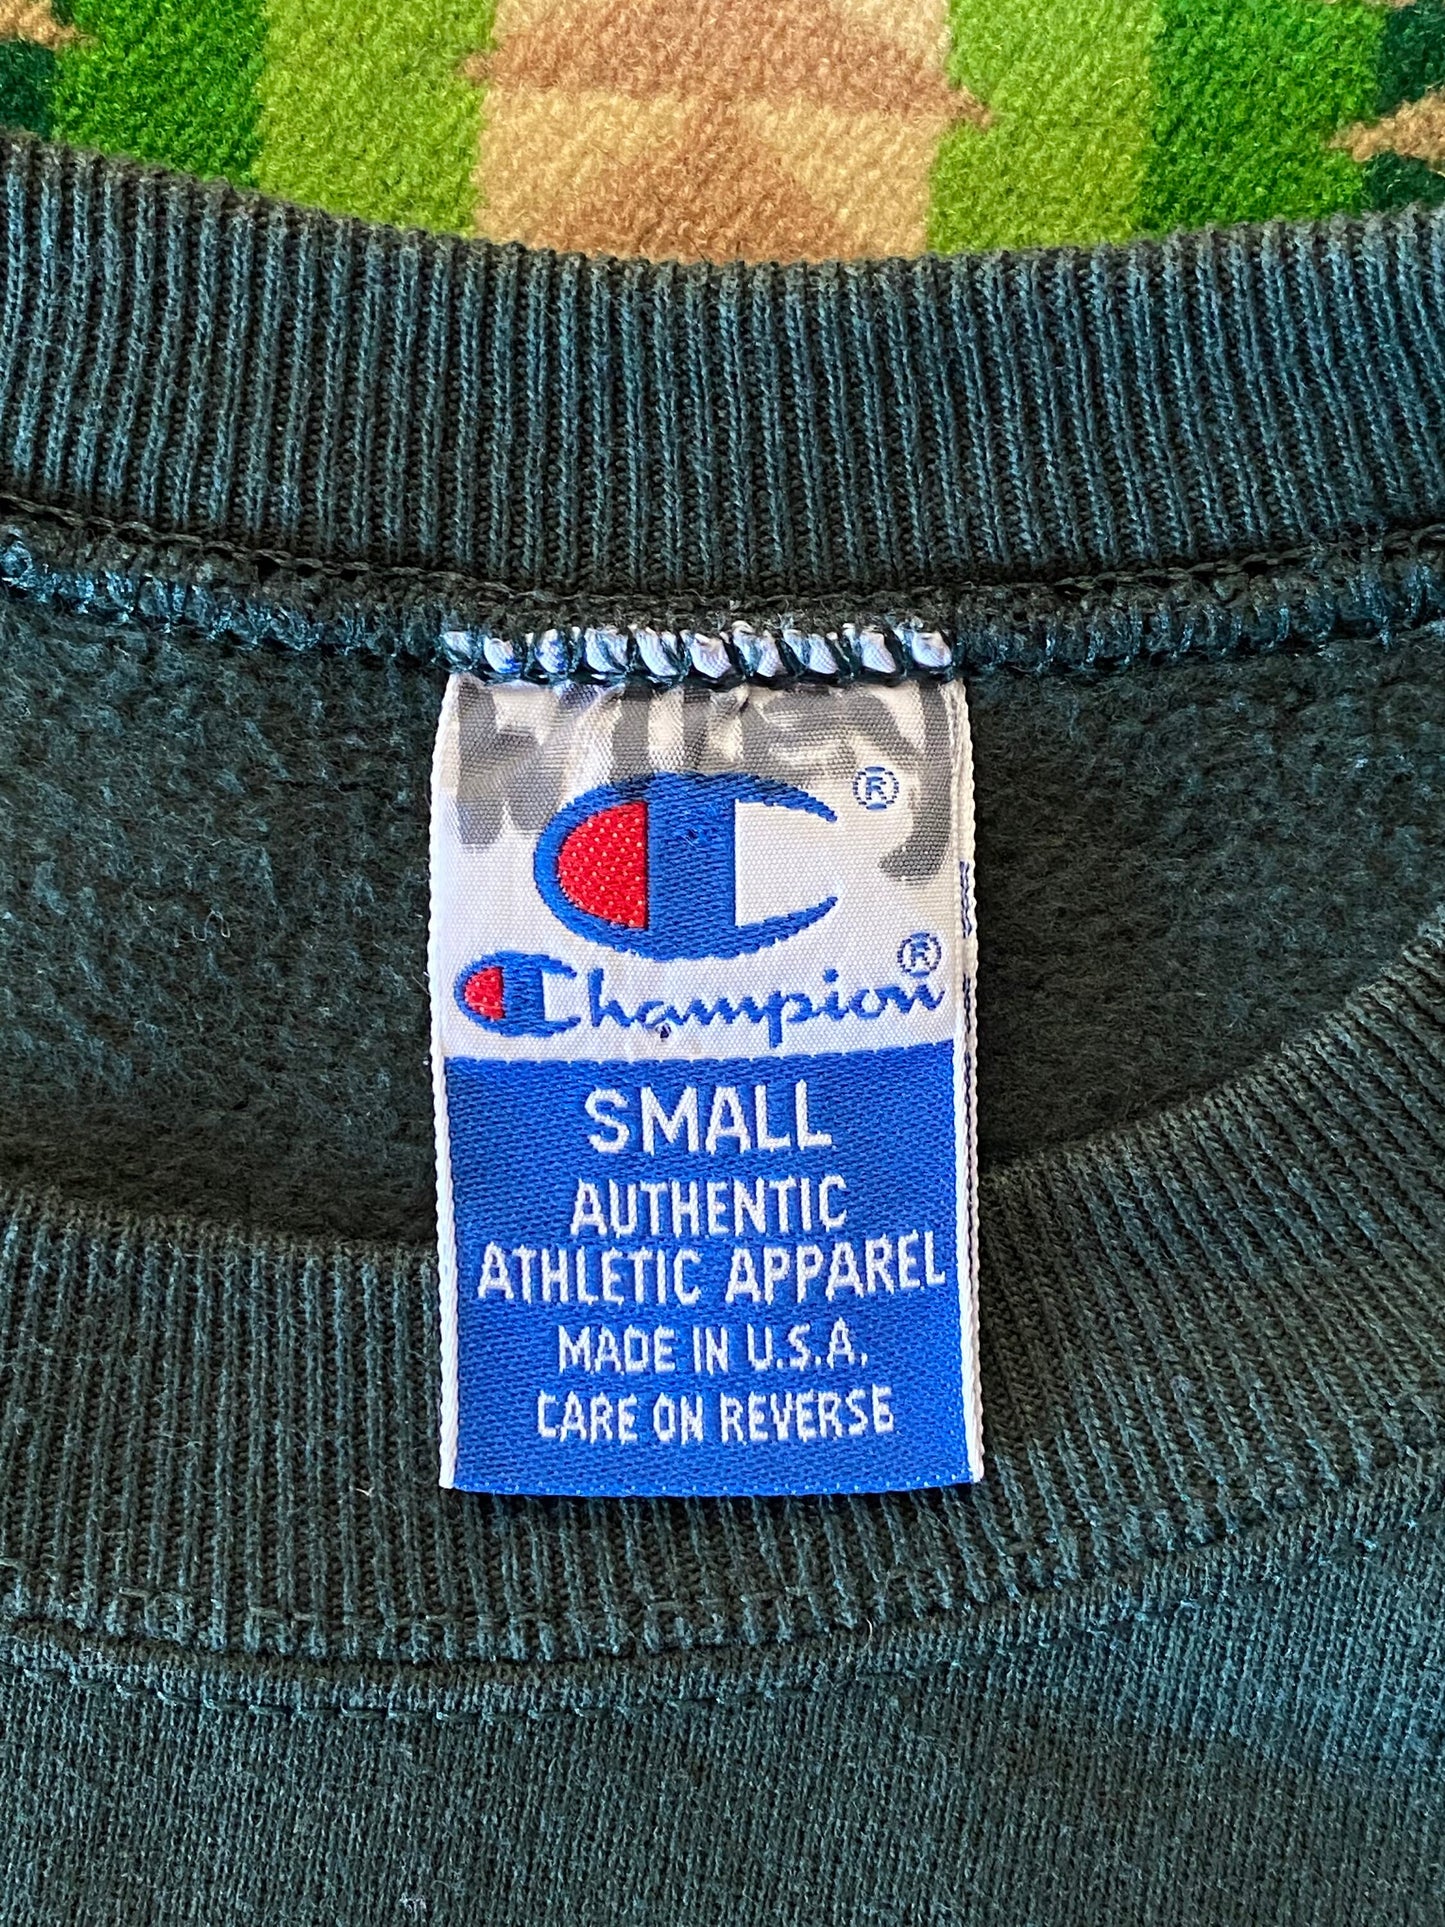 ®
Champion®
SMALL
AUTHENTIC
ATHLETIC APPAREL
MADE IN U.S.A.
CARE ON REVERSE